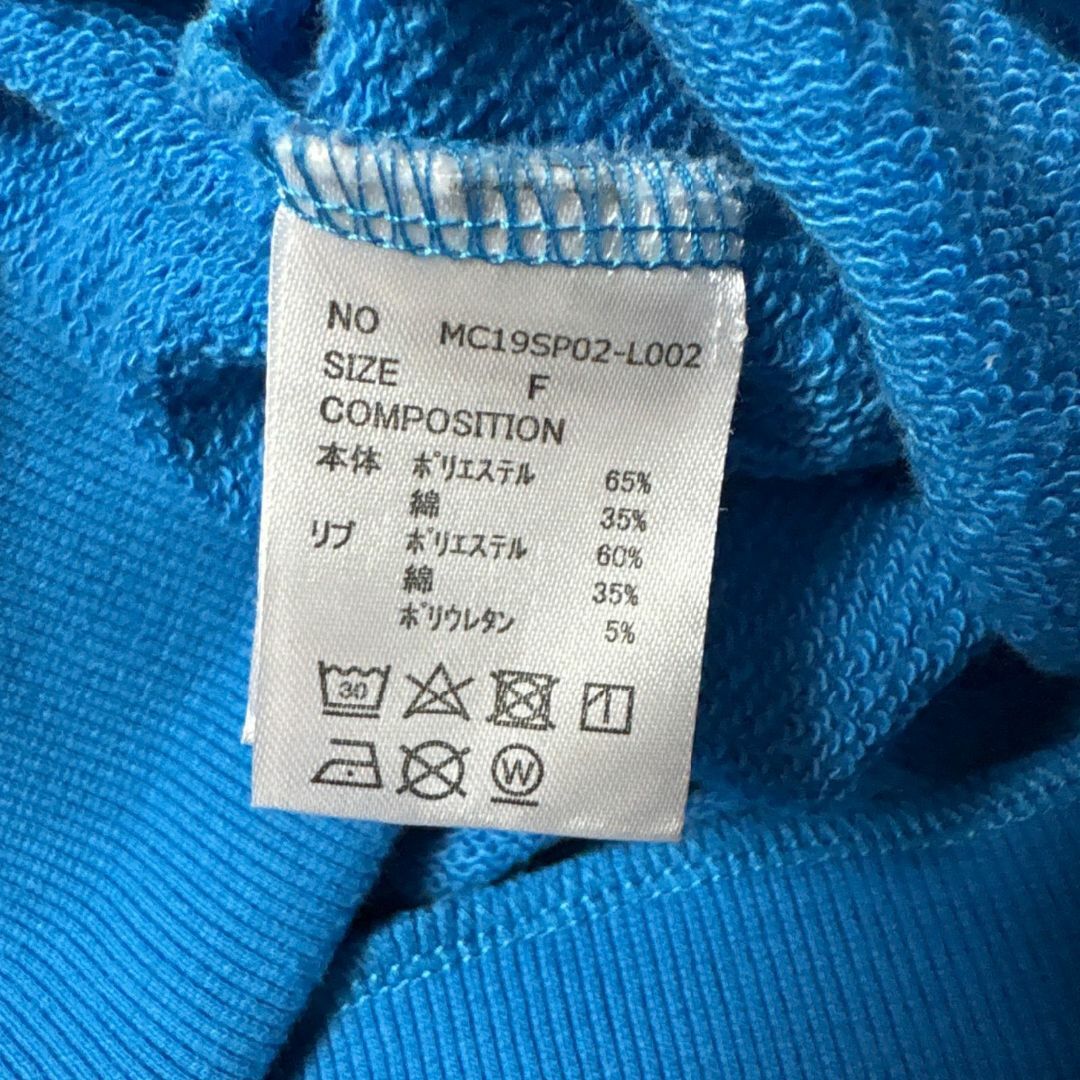 NO MC19SP02-L002
SIZE F
COMPOSITION
本体 ポリエステル 65%
綿 35%
リブ ポリエステル 60%
綿 35%
ポリウレタン 5%
30
W